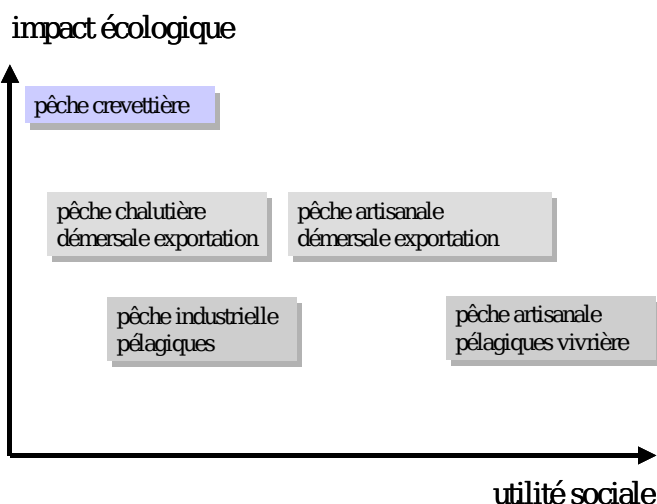 impact écologique
pêche crevettière
pêche chalutière
démersale exportation
pêche artisanale
démersale exportation
pêche industrielle
pélagiques
pêche artisanale
pélagiques vivrière
utilité sociale